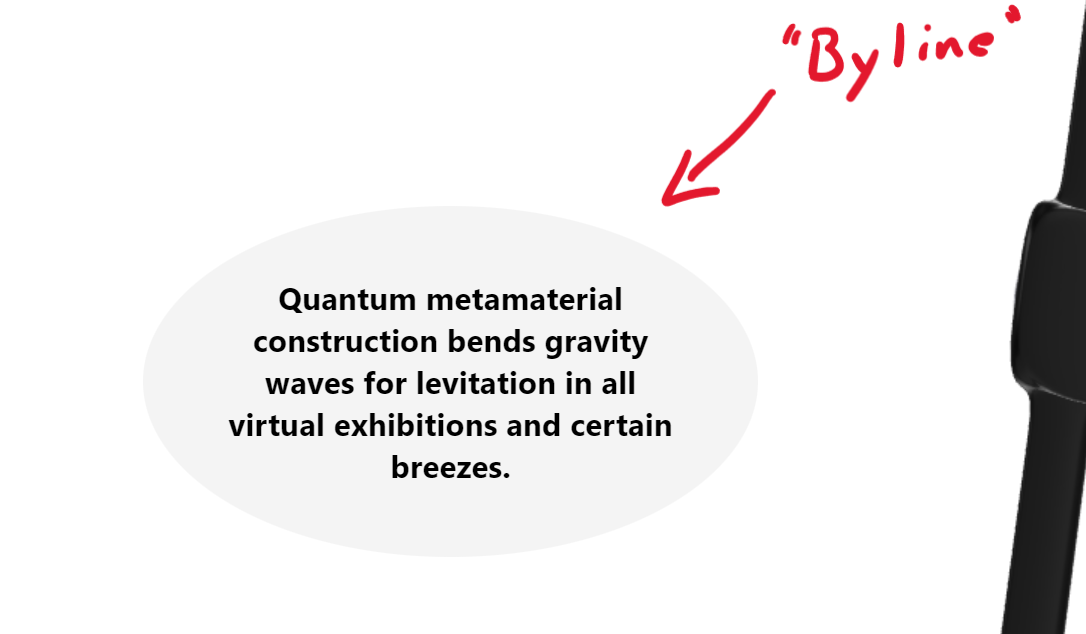 "Byline"
Quantum metamaterial
construction bends gravity
waves for levitation in all
virtual exhibitions and certain
breezes.